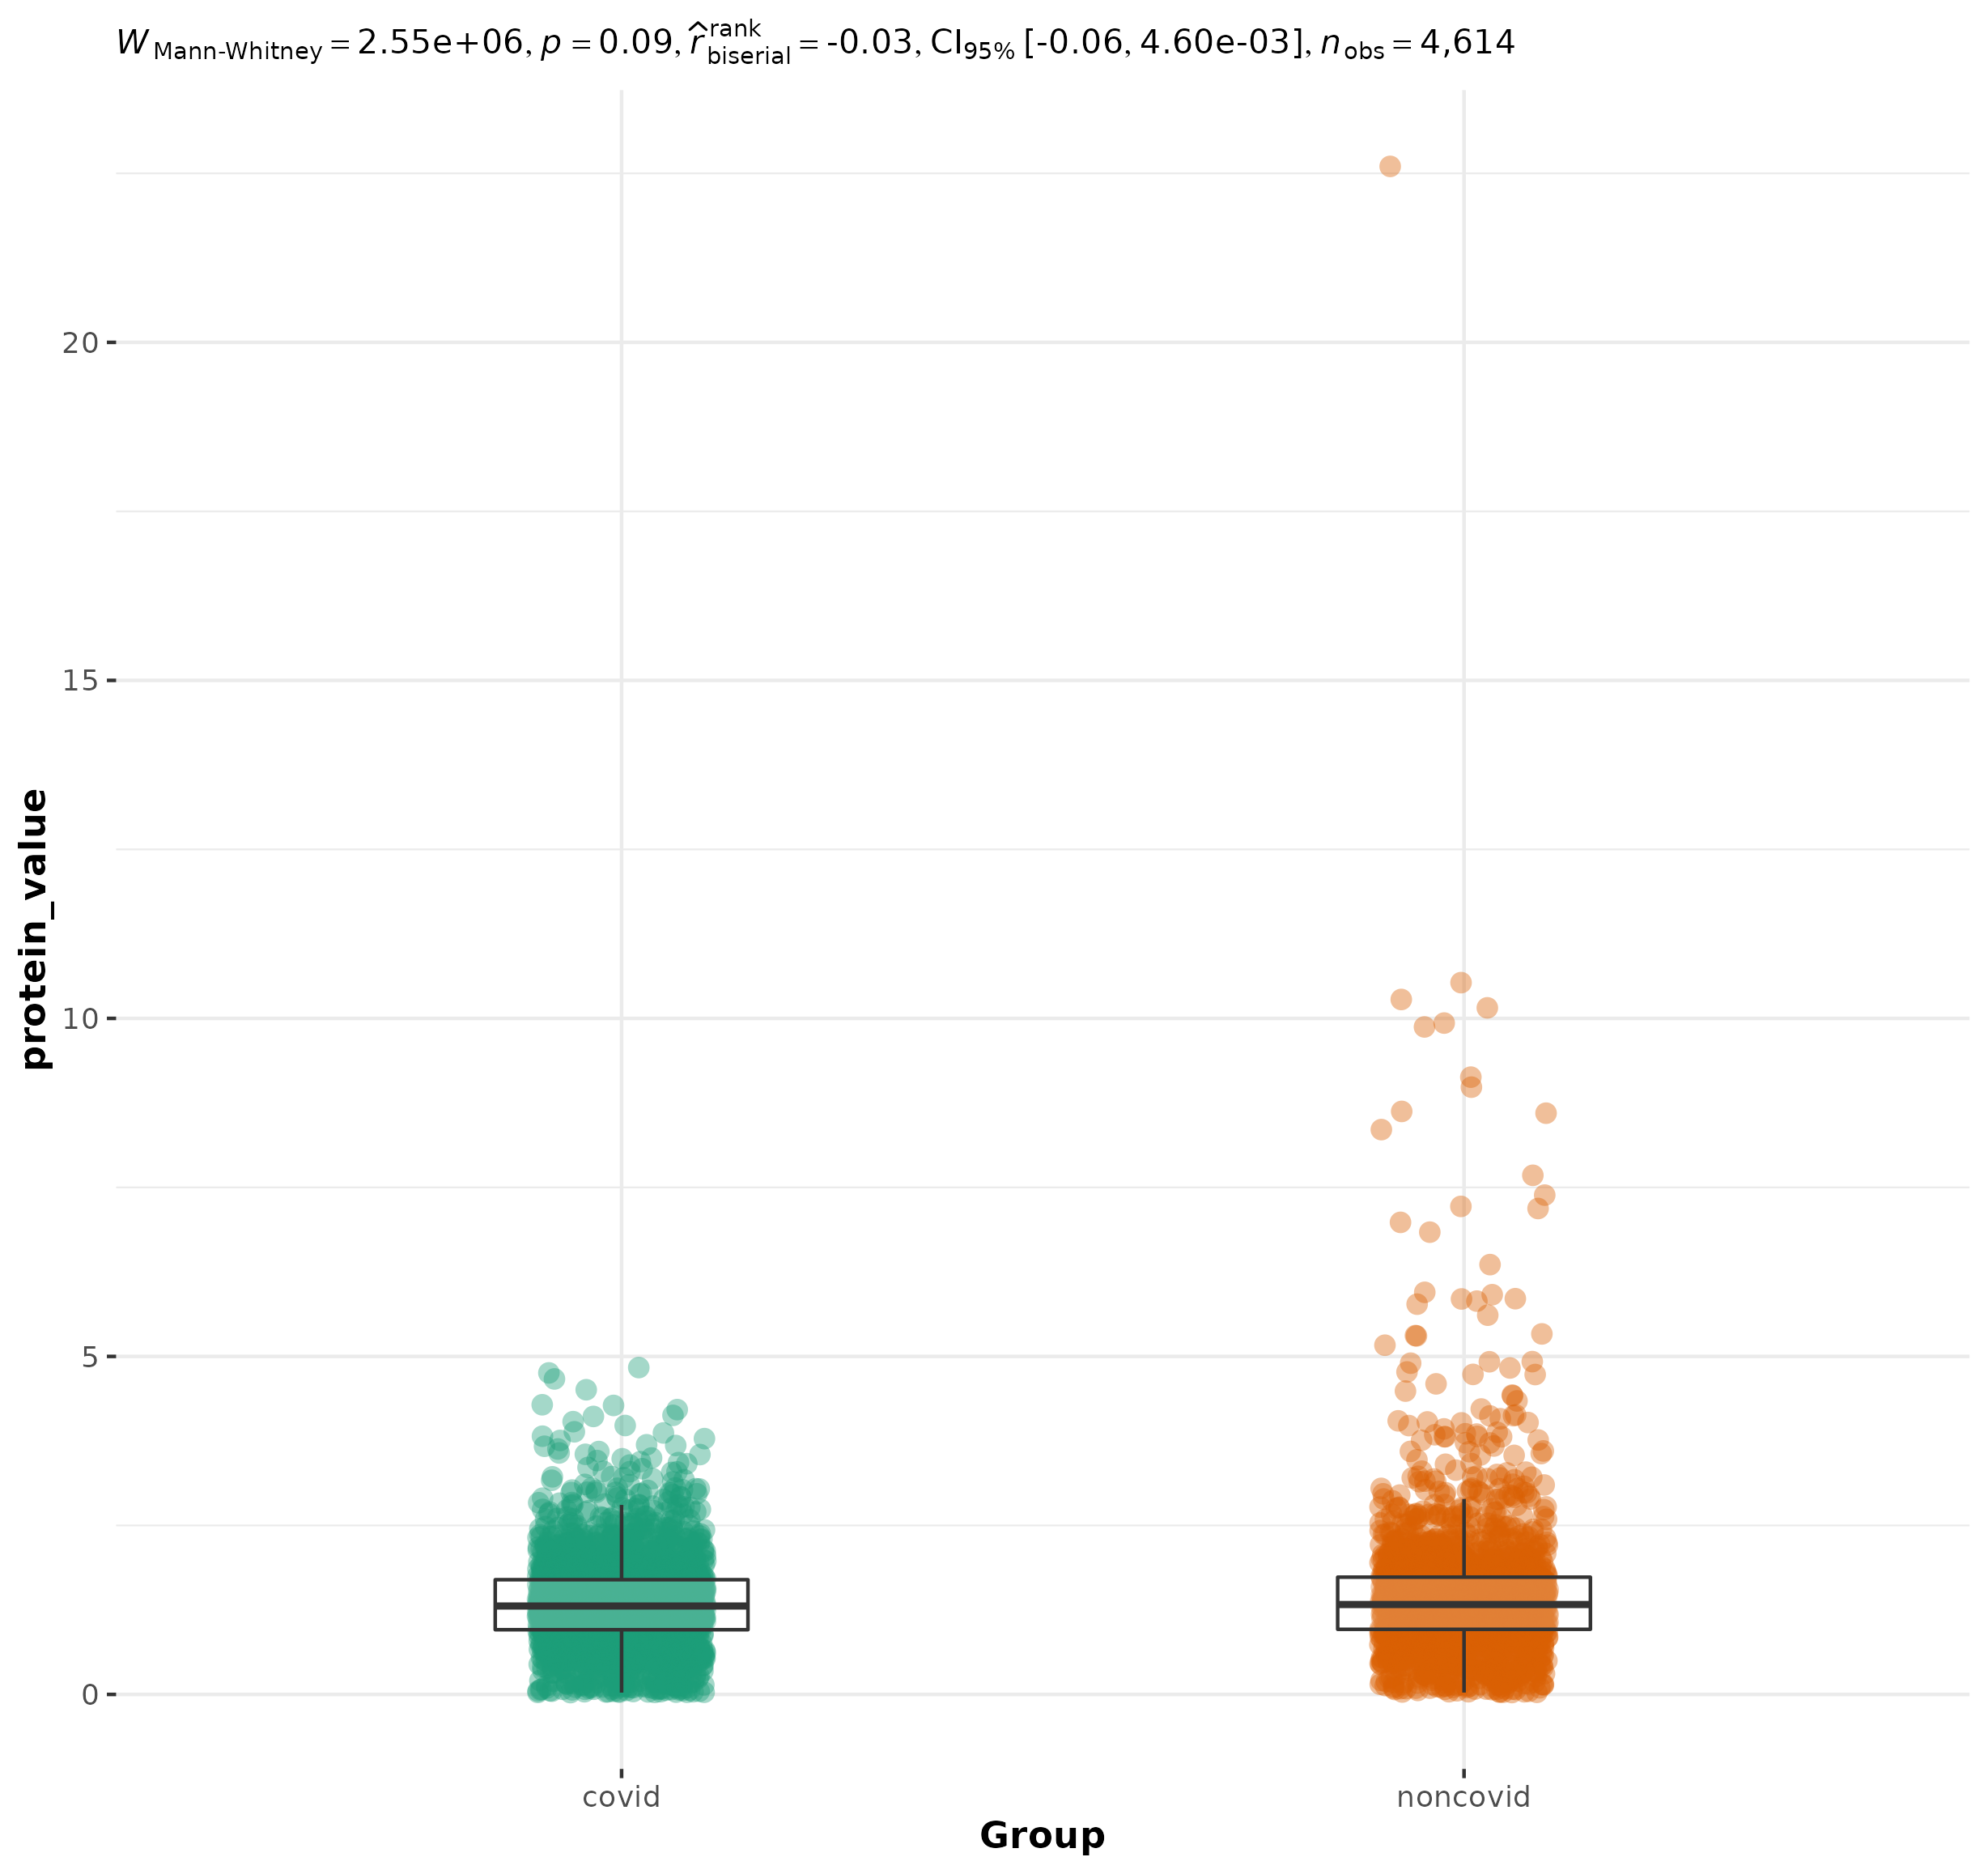 W Mann-Whitney = 2.55e+06, p = 0.09, r̂ rank biserial = -0.03, CI95% [-0.06, 4.60e-03], nobs = 4,614
20
15
10
5
0
protein_value
covid noncovid
Group